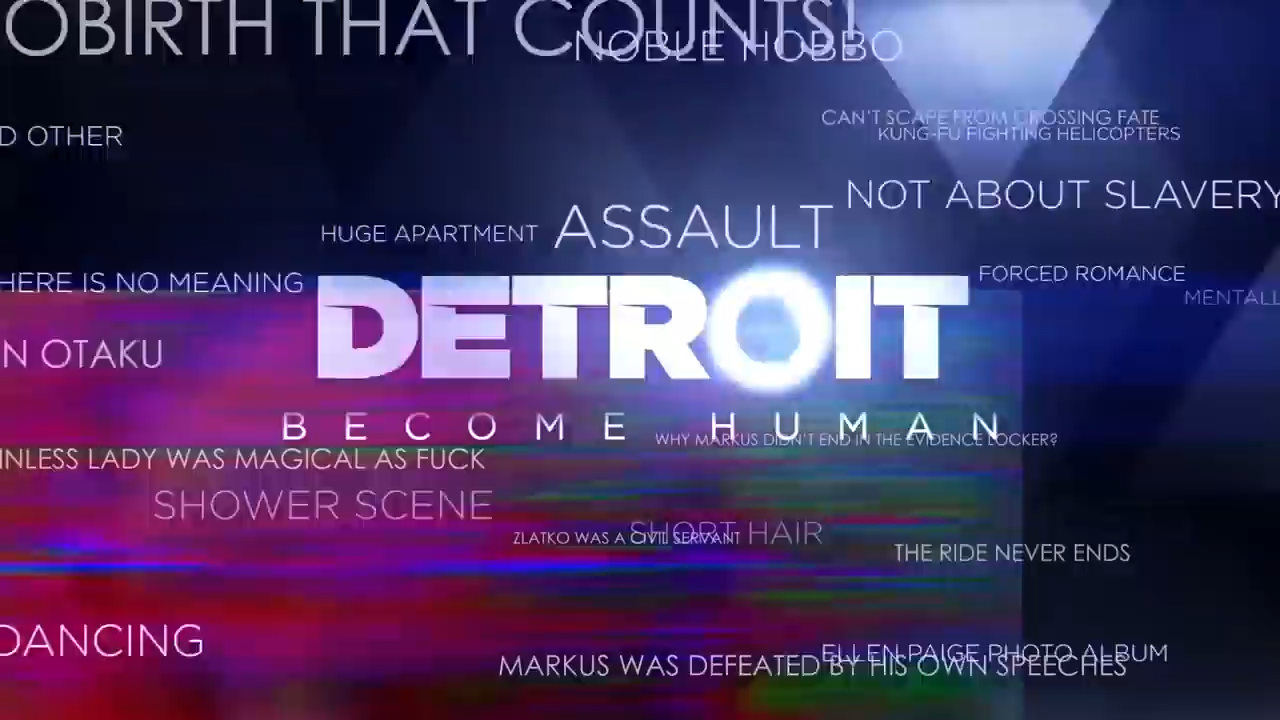 OBIRTH THAT COUNTS!
NOBLE HOBBO
CAN'T SCAPE FROM CROSSING FATE
D OTHER
KUNG-FU FIGHTING HELICOPTERS
NOT ABOUT SLAVERY
HUGE APARTMENT
ASSAULT
HERE IS NO MEANING
FORCED ROMANCE
MENTALL
DETROIT
N OTAKU
BECOME HUMAN
WHY MARKUS DIDN'T END IN THE EVIDENCE LOCKER?
INLESS LADY WAS MAGICAL AS FUCK
SHOWER SCENE
SHORT HAIR
ZLATKO WAS A CIVIL SERVANT
THE RIDE NEVER ENDS
DANCING
ELLEN PAIGE PHOTO ALBUM
MARKUS WAS DEFEATED BY HIS OWN SPEECHES